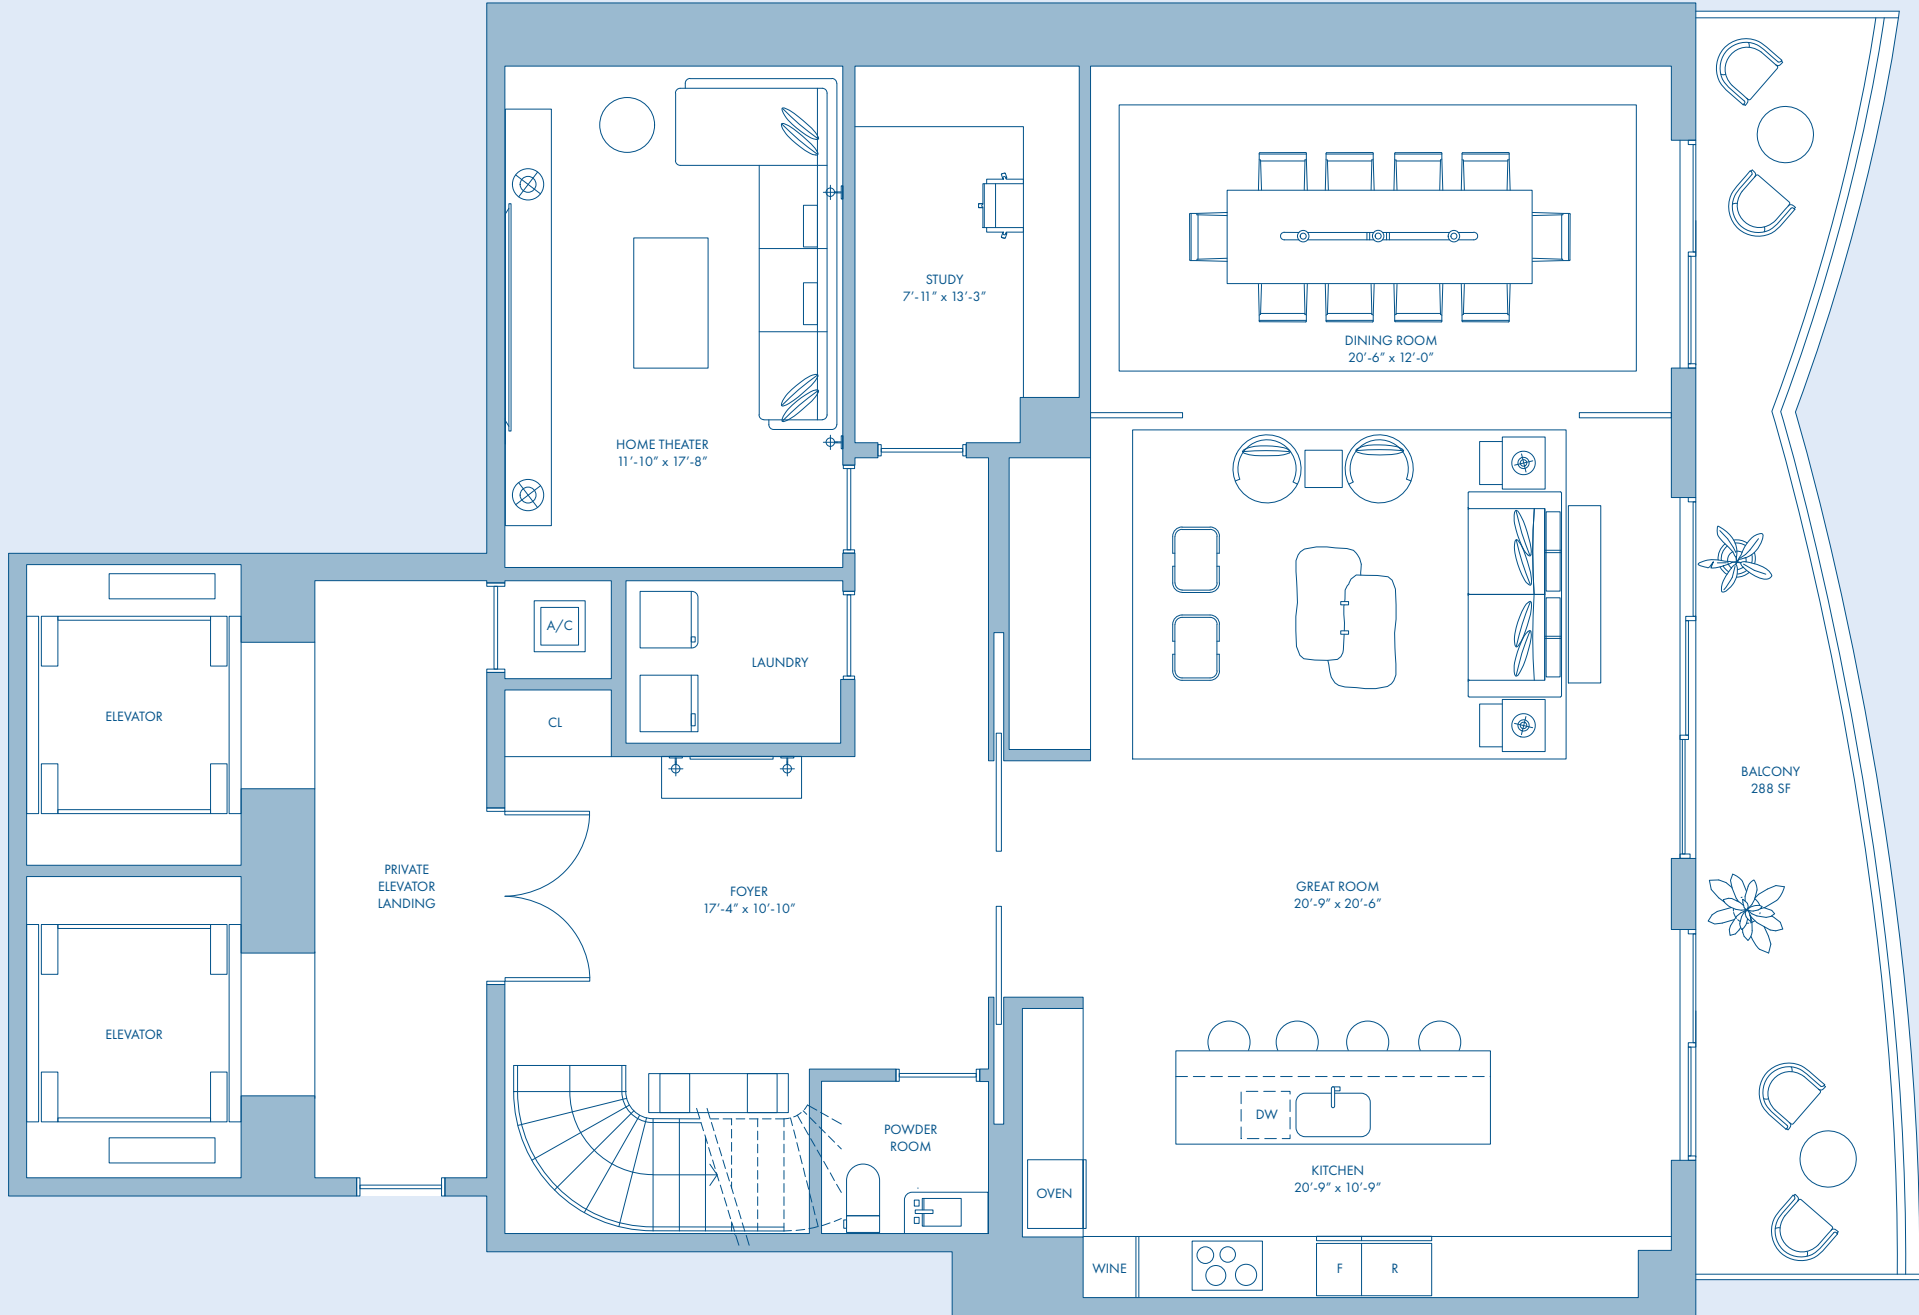 STUDY
7'-11" x 13'-3"
DINING ROOM
20'-6" x 12'-0"
HOME THEATER
11'-10" x 17'-8"
A/C
LAUNDRY
ELEVATOR
CL
BALCONY
288 SF
PRIVATE
ELEVATOR
LANDING
FOYER
17'-4" x 10'-10"
GREAT ROOM
20'-9" x 20'-6"
ELEVATOR
DW
POWDER
ROOM
KITCHEN
20'-9" x 10'-9"
OVEN
WINE
F
R